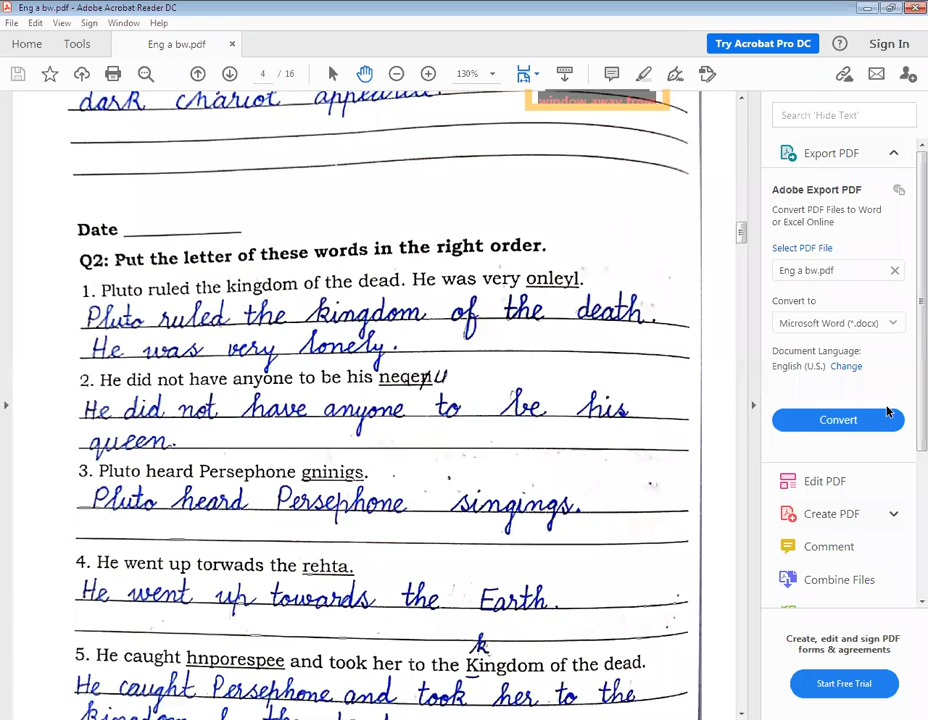 Eng a bw.pdf - Adobe Acrobat Reader DC
File Edit View Window Sign Help
Home Tools Eng a bw.pdf × Try Acrobat Pro DC Sign In
4 / 16 130%
dark chariot appeared.
window away from
Date
Q2: Put the letter of these words in the right order.
1. Pluto ruled the kingdom of the dead. He was very onleyl.
Pluto ruled the kingdom of the death.
He was very lonely.
2. He did not have anyone to be his neqenu
He did not have anyone to be his
queen.
3. Pluto heard Persephone gninigs.
Pluto heard Persephone singings.
4. He went up torwads the rehta.
He went up towards the Earth.
k
5. He caught hnporespee and took her to the Kingdom of the dead.
He caught Persephone and took her to the
kingdom of the dead
Search 'Hide Text'
Export PDF
Adobe Export PDF
Convert PDF Files to Word
or Excel Online
Select PDF File
Eng a bw.pdf ×
Convert to
Microsoft Word (*.docx)
Document Language:
English (U.S.) Change
Convert
Edit PDF
Create PDF
Comment
Combine Files
Create, edit and sign PDF
forms & agreements
Start Free Trial